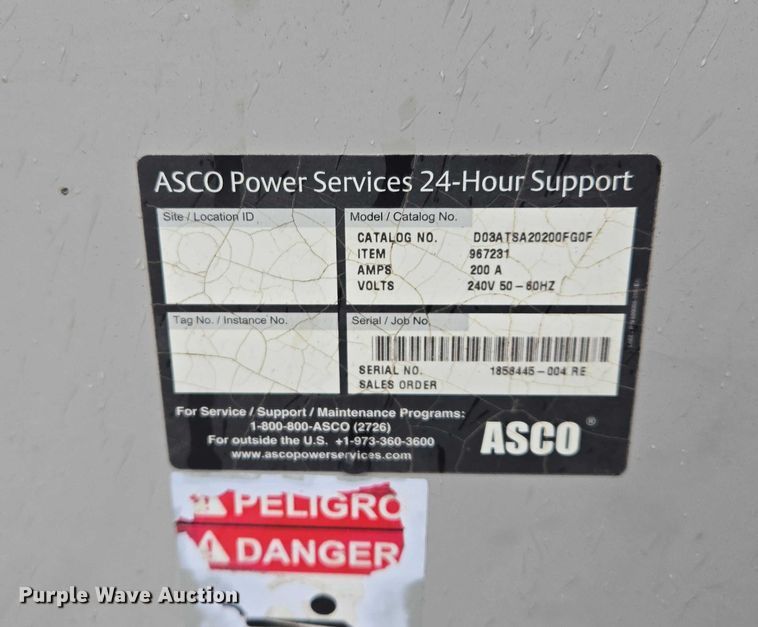 ASCO Power Services 24-Hour Support
Site / Location ID
Model / Catalog No.
CATALOG NO. D03ATSA20200FG0F
ITEM 967231
AMPS 200 A
VOLTS 240V 50-60HZ
Tag No. / Instance No.
Serial / Job No.
SERIAL NO. 1858445-004 RE
SALES ORDER
For Service / Support / Maintenance Programs:
1-800-800-ASCO (2726)
For outside the U.S. +1-973-360-3600
www.ascopowerservices.com
ASCO ®
PELIGRO
DANGER
Purple Wave Auction